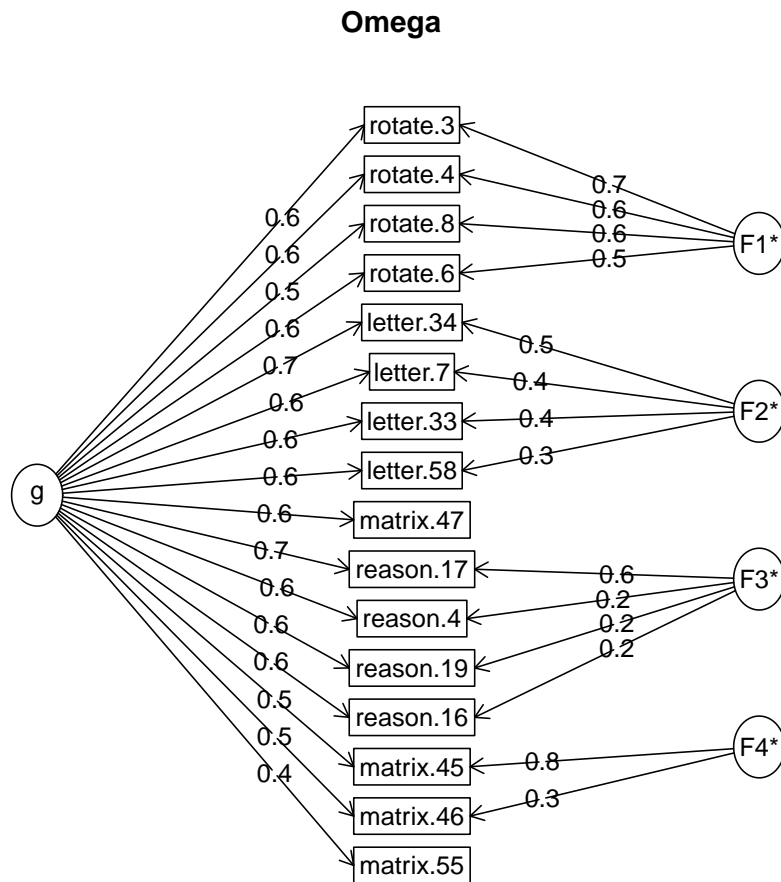 Omega
rotate.3
rotate.4
rotate.8
rotate.6
letter.34
letter.7
letter.33
letter.58
matrix.47
reason.17
reason.4
reason.19
reason.16
matrix.45
matrix.46
matrix.55
g
0.6
0.6
0.5
0.6
0.7
0.6
0.6
0.6
0.6
0.7
0.6
0.6
0.6
0.5
0.5
0.4
0.7
0.6
0.6
0.5
F1*
0.5
0.4
0.4
0.3
F2*
0.6
0.2
0.2
0.2
F3*
0.8
0.3
F4*